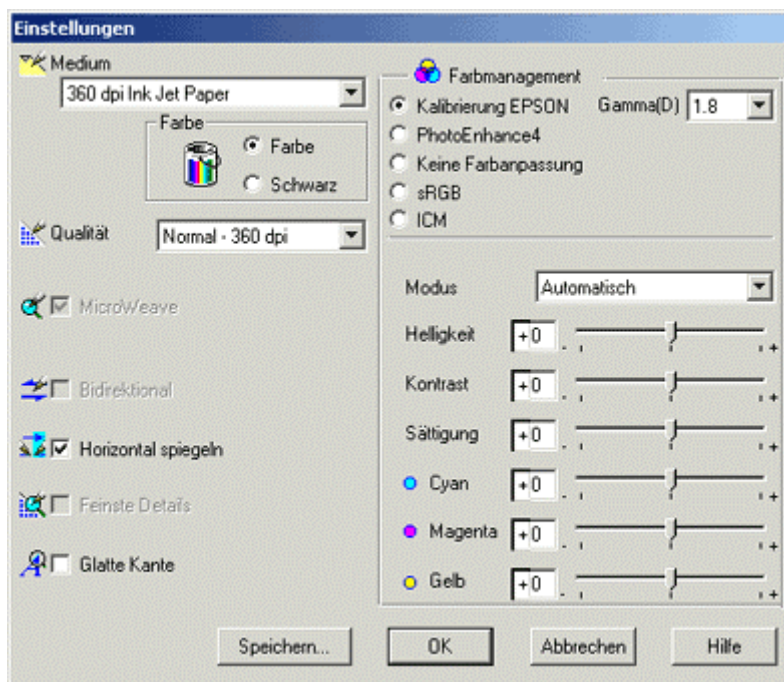 Einstellungen
Medium
360 dpi Ink Jet Paper
Farbe
Farbe
Schwarz
Qualität
Normal - 360 dpi
MicroWeave
Bidirektional
Horizontal spiegeln
Feinste Details
Glatte Kante
Farbmanagement
Kalibrierung EPSON
Gamma(D)
1.8
PhotoEnhance4
Keine Farbanpassung
sRGB
ICM
Modus
Automatisch
Helligkeit
+0
- +
Kontrast
+0
- +
Sättigung
+0
- +
Cyan
+0
- +
Magenta
+0
- +
Gelb
+0
- +
Speichern...
OK
Abbrechen
Hilfe